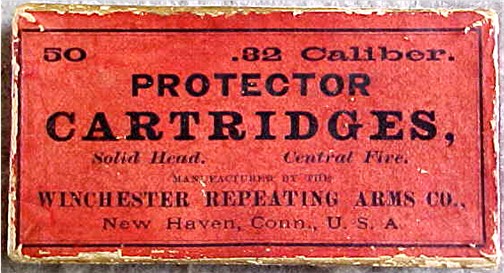 50 .32 Caliber.
PROTECTOR
CARTRIDGES,
Solid Head. Central Fire.
MANUFACTURED BY THE
WINCHESTER REPEATING ARMS CO.,
New Haven, Conn., U. S. A.